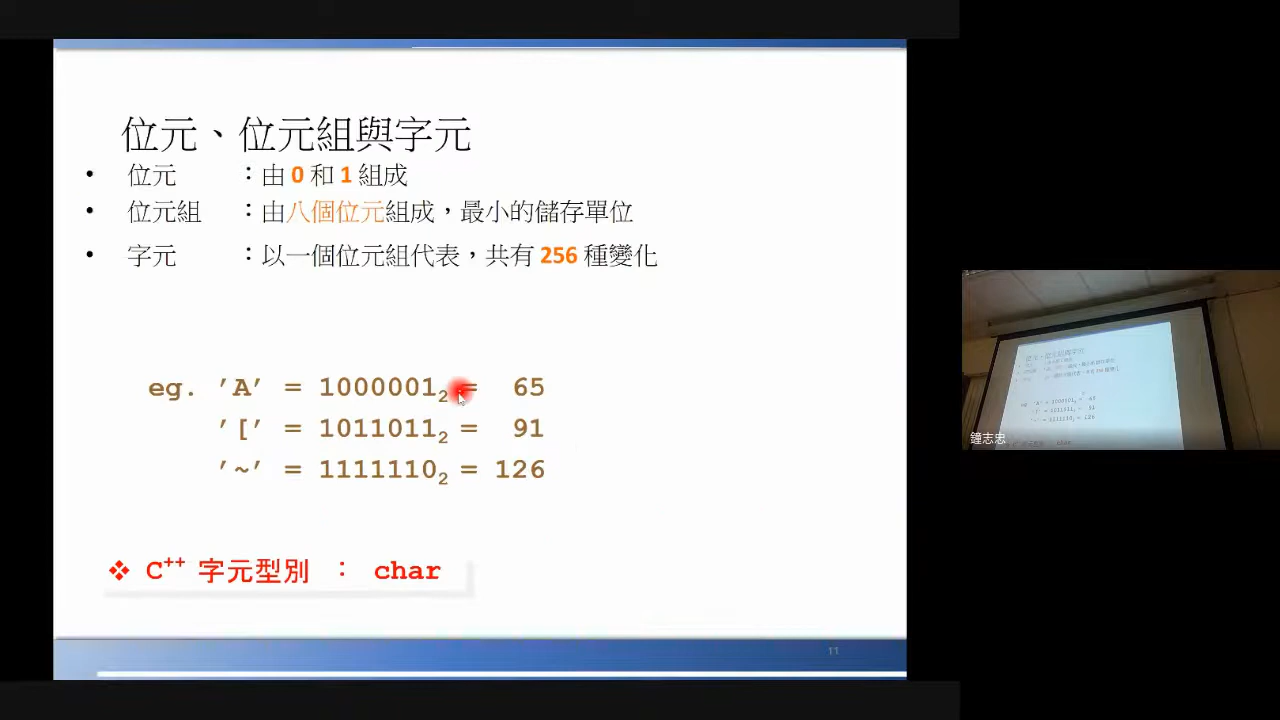 位元、位元組與字元
• 位元 :由 0 和 1 組成
• 位元組 :由八個位元組成，最小的儲存單位
• 字元 :以一個位元組代表，共有 256 種變化
eg. ’A’ = 1000001₂ = 65
’[’ = 1011011₂ = 91
’~’ = 1111110₂ = 126
❖ C⁺⁺ 字元型別 : char
11
鐘志忠